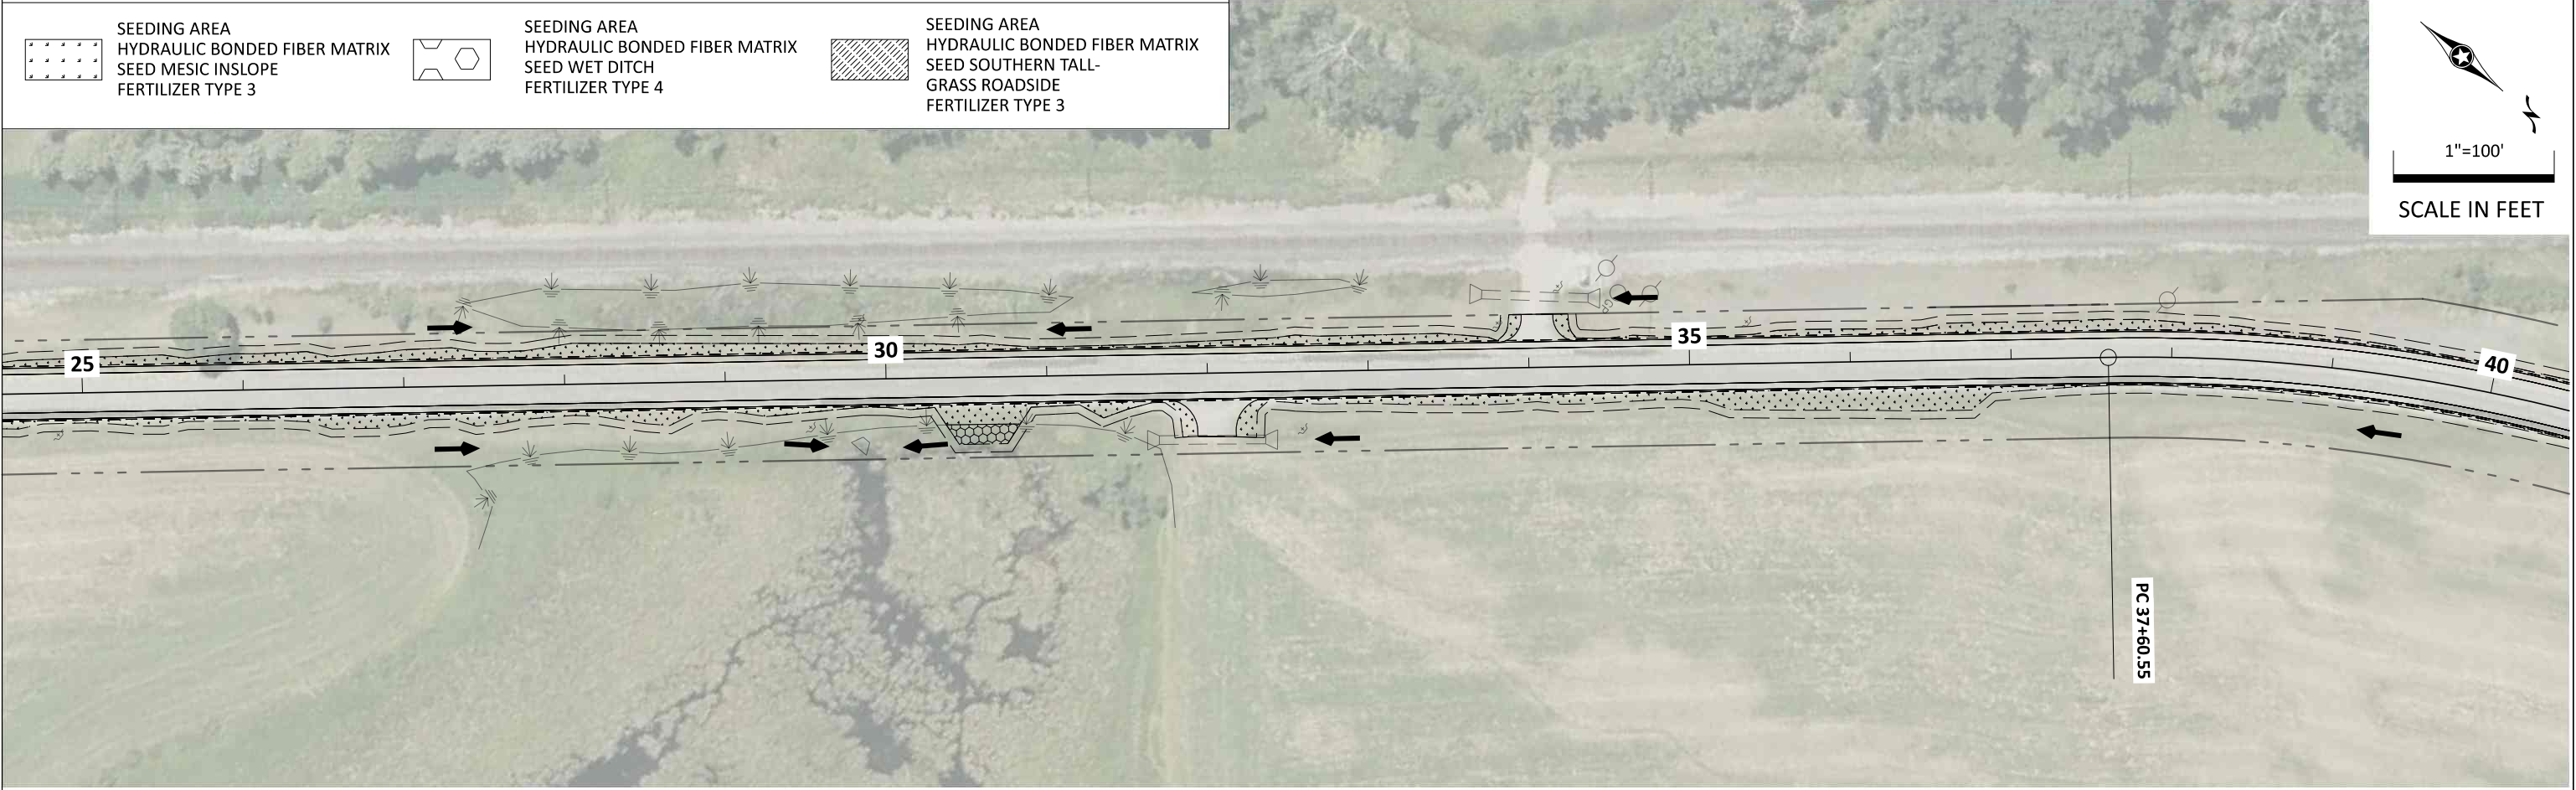 SEEDING AREA
HYDRAULIC BONDED FIBER MATRIX
SEED MESIC INSLOPE
FERTILIZER TYPE 3
SEEDING AREA
HYDRAULIC BONDED FIBER MATRIX
SEED WET DITCH
FERTILIZER TYPE 4
SEEDING AREA
HYDRAULIC BONDED FIBER MATRIX
SEED SOUTHERN TALL-
GRASS ROADSIDE
FERTILIZER TYPE 3
1"=100'
SCALE IN FEET
25
30
35
40
PC 37+60.55